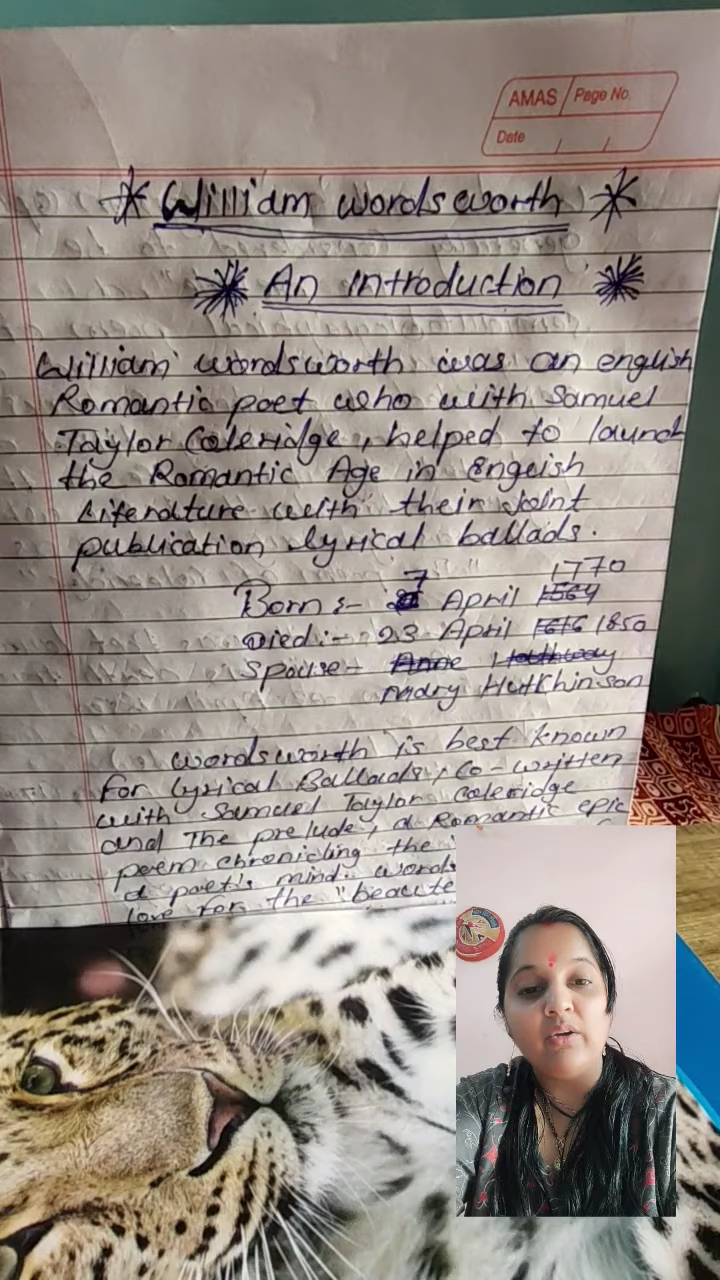 AMAS Page No.
Date
William Wordsworth
An Introduction
William Wordsworth was an english
Romantic poet who with Samuel
Taylor Coleridge, helped to launch
the Romantic Age in Engeish
Literature with their Joint
publication lyrical ballads.
Born :- 7 April 1564 1770
Died :- 23 April 1616 1850
Spouse - Anne Hathway
Mary Hutchinson
Wordsworth is best known
for Lyrical Ballads, Co-written
with Samuel Taylor Coleridge
and The prelude, a Romantic epic
poem chronicling the "
a poet's mind. words
love for the "beaute